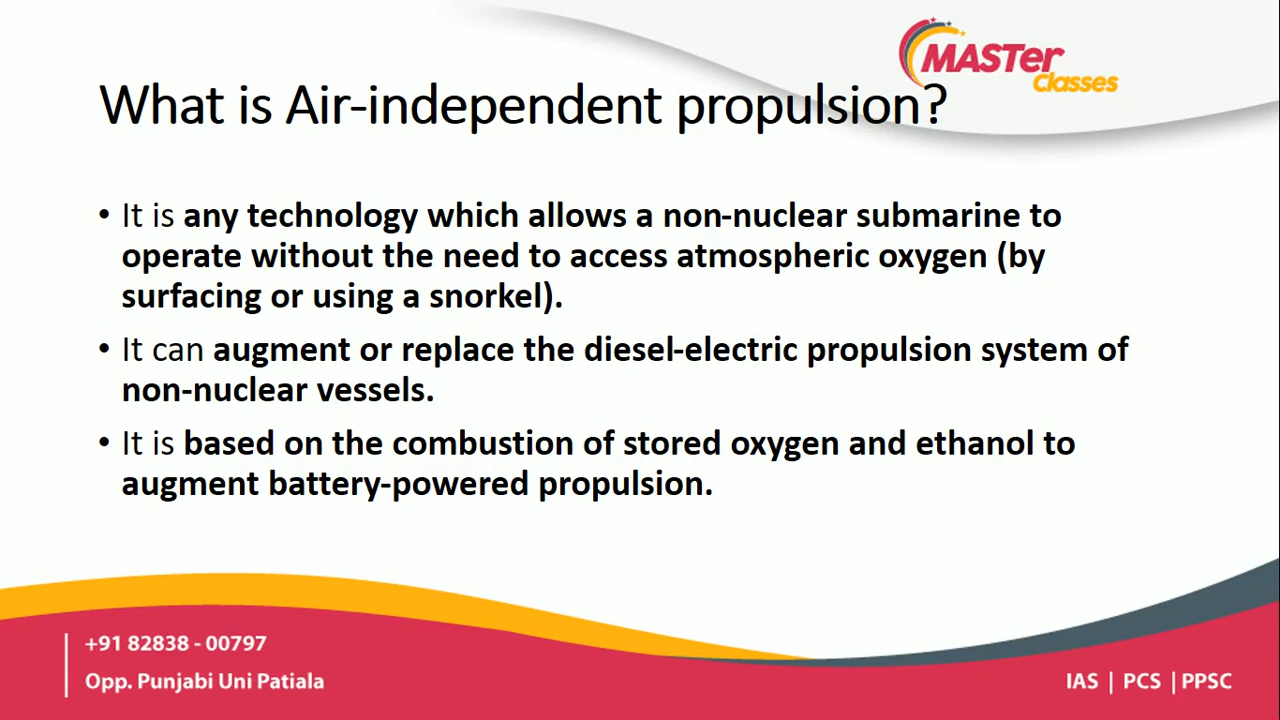 MASTer
Classes
What is Air-independent propulsion?
• It is any technology which allows a non-nuclear submarine to
operate without the need to access atmospheric oxygen (by
surfacing or using a snorkel).
• It can augment or replace the diesel-electric propulsion system of
non-nuclear vessels.
• It is based on the combustion of stored oxygen and ethanol to
augment battery-powered propulsion.
+91 82838 - 00797
Opp. Punjabi Uni Patiala
IAS | PCS | PPSC